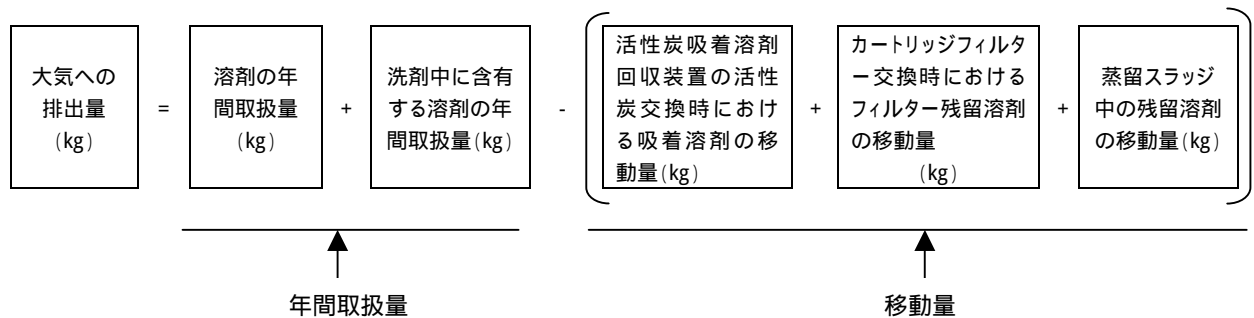 大気への
排出量
(kg)
=
溶剤の年
間取扱量
(kg)
+
洗剤中に含有
する溶剤の年
間取扱量(kg)
-
活性炭吸着溶剤
回収装置の活性
炭交換時におけ
る吸着溶剤の移
動量(kg)
+
カートリッジフィルタ
ー交換時における
フィルター残留溶剤
の移動量
(kg)
+
蒸留スラッジ
中の残留溶剤
の移動量(kg)
年間取扱量
移動量